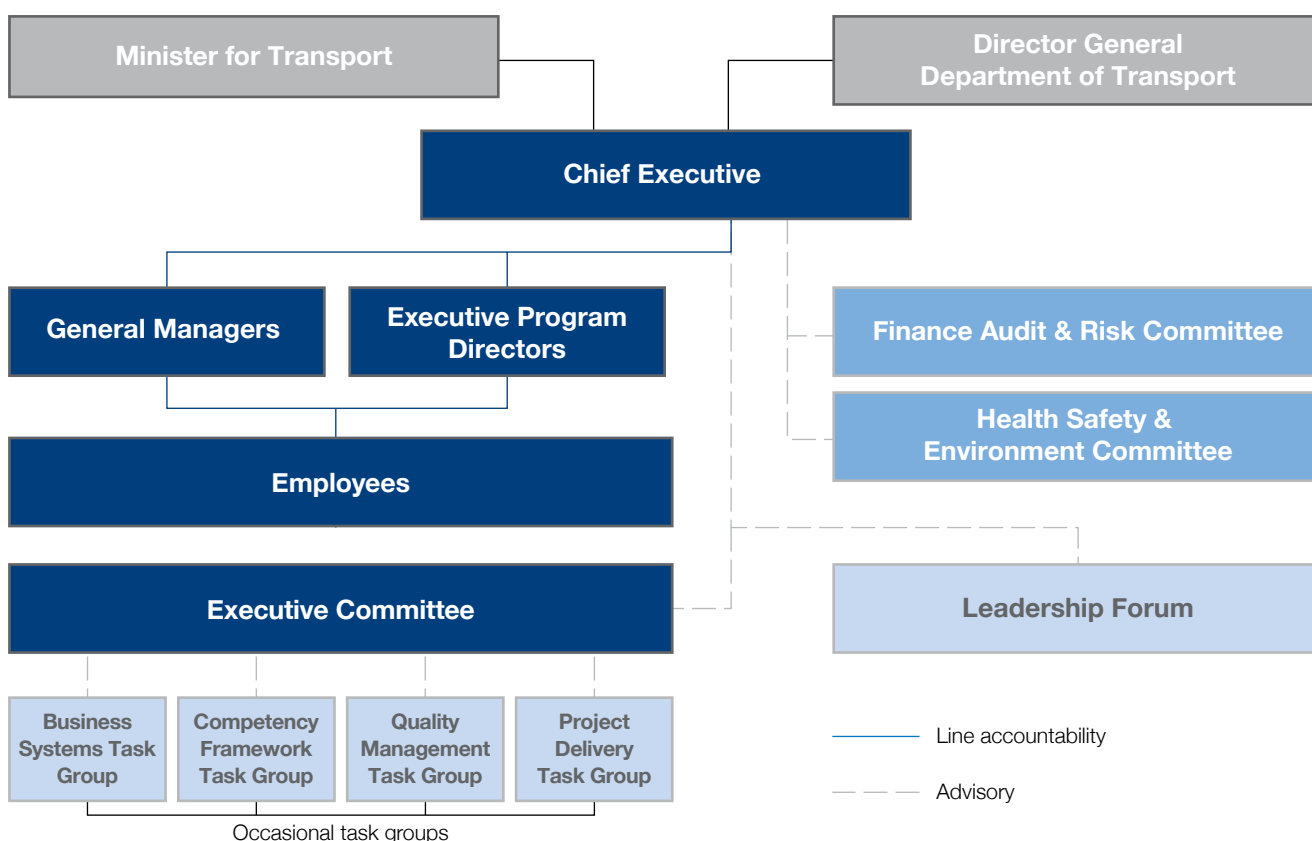 Minister for Transport
Director General
Department of Transport
Chief Executive
General Managers
Executive Program
Directors
Finance Audit & Risk Committee
Health Safety &
Environment Committee
Employees
Executive Committee
Leadership Forum
Business
Systems Task
Group
Competency
Framework
Task Group
Quality
Management
Task Group
Project
Delivery
Task Group
Line accountability
Advisory
Occasional task groups